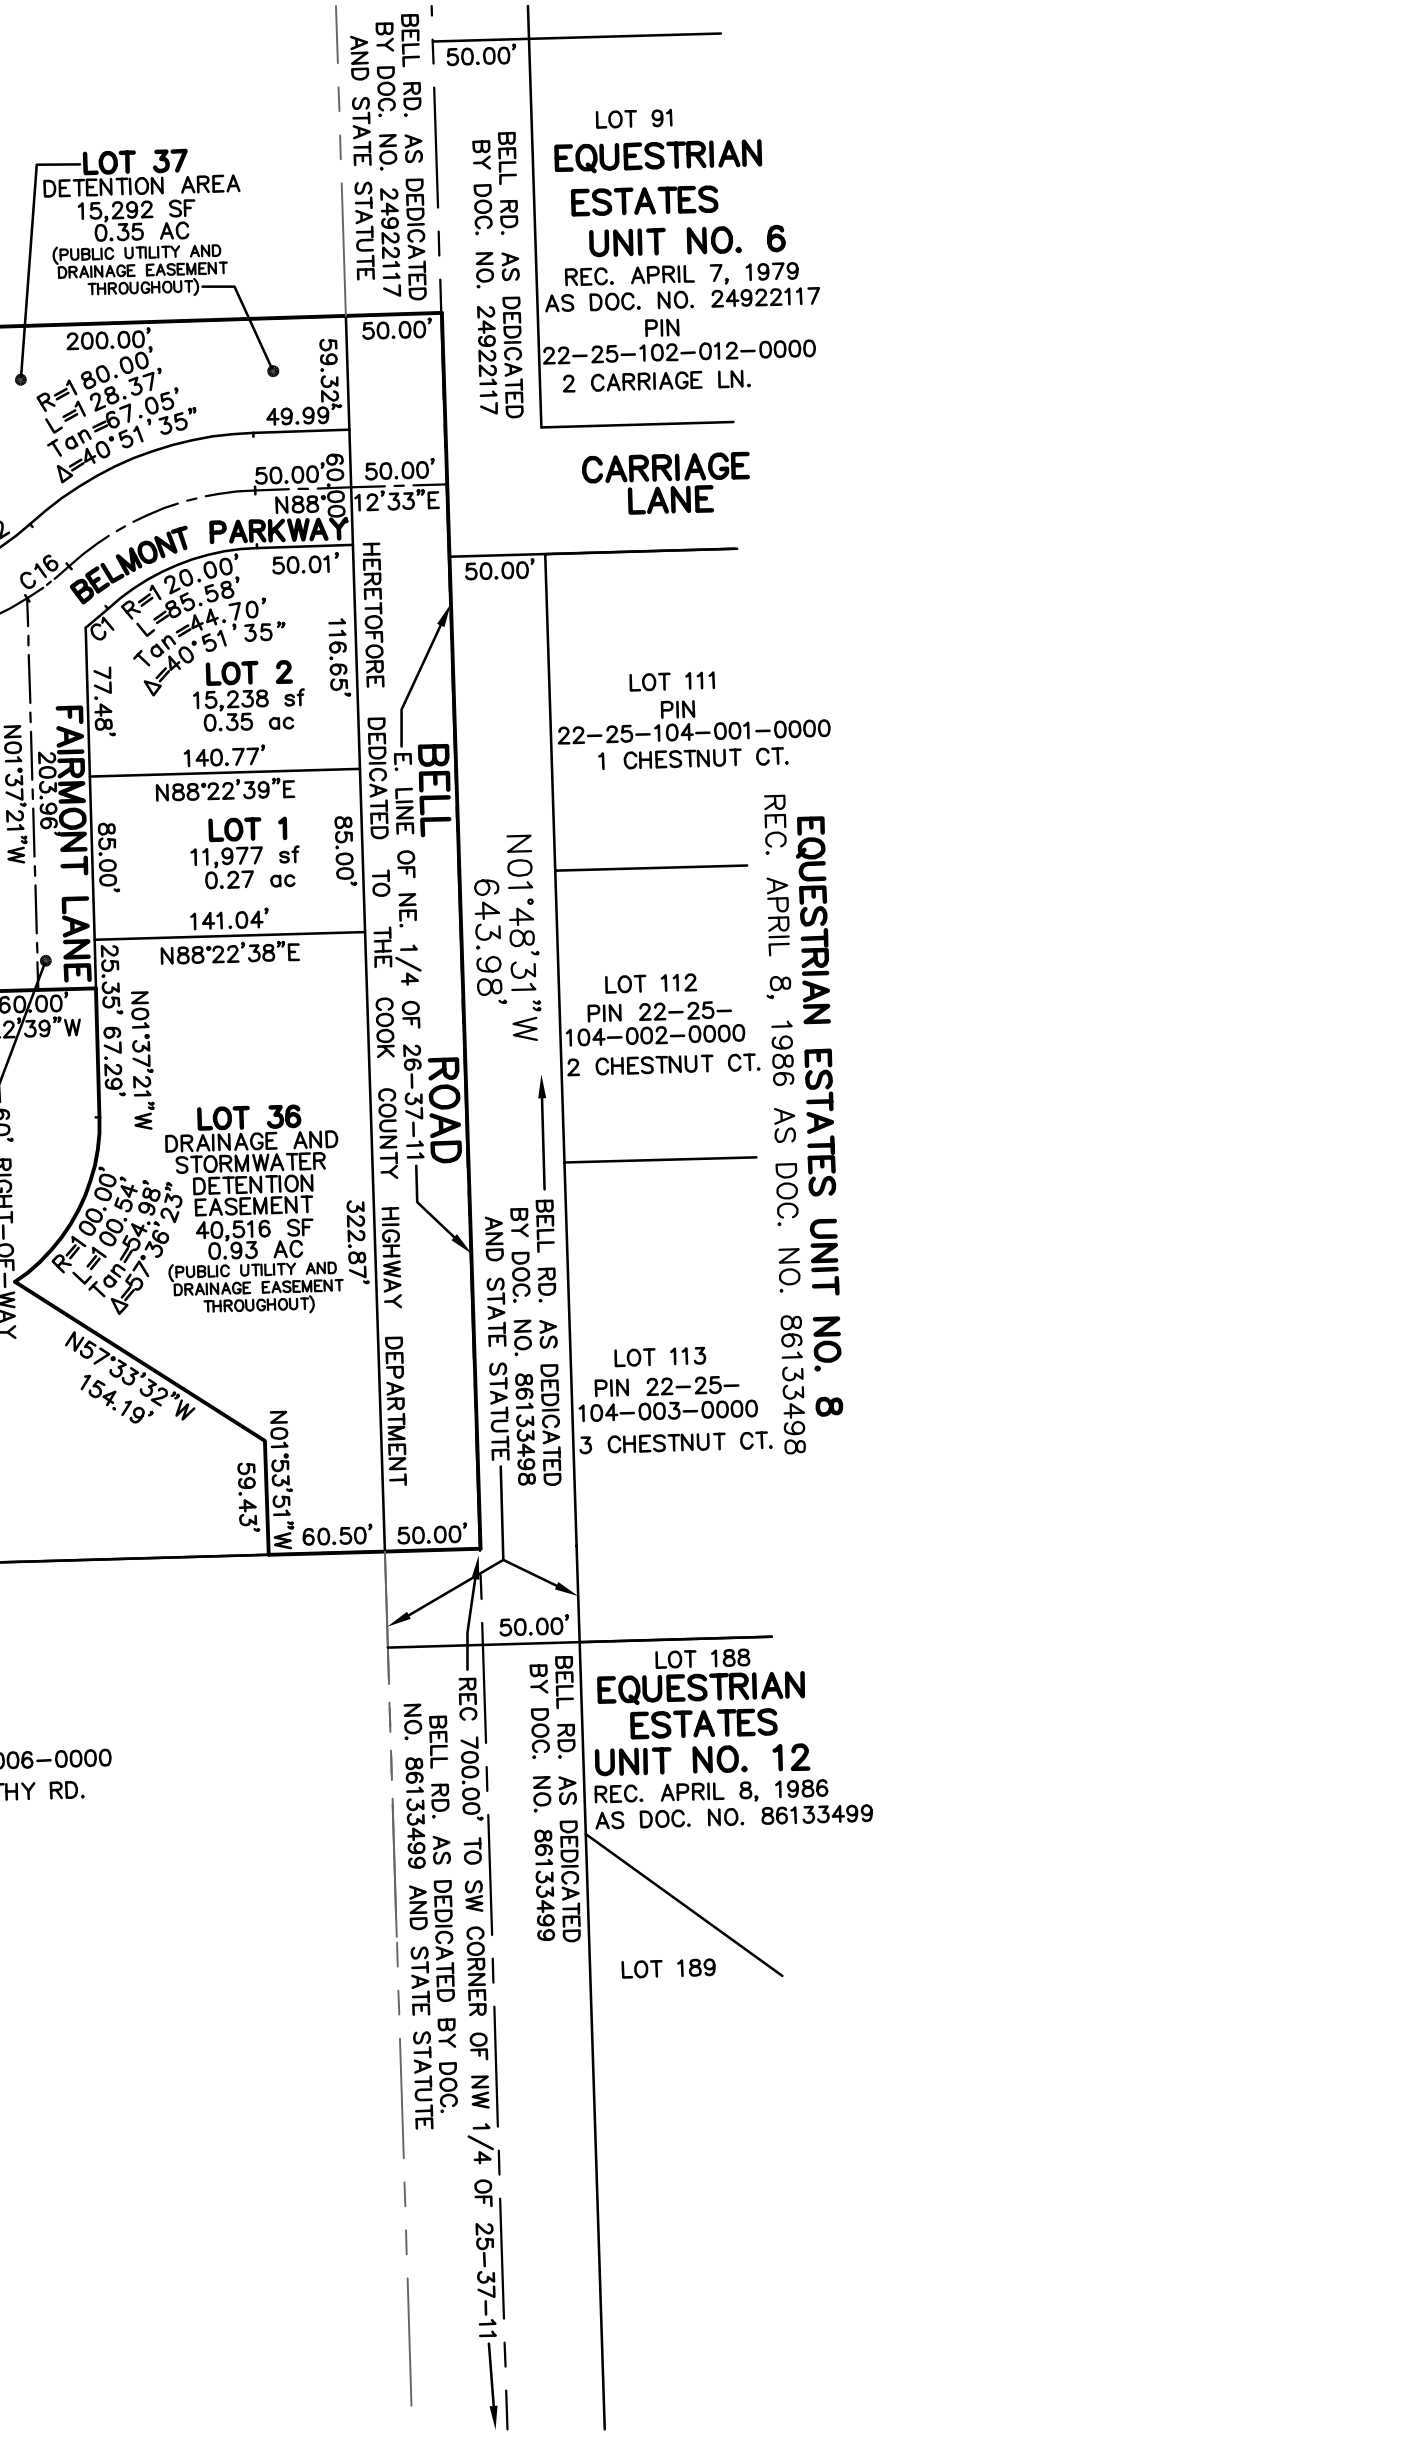 BELL RD. AS DEDICATED
BY DOC. NO. 24922117
AND STATE STATUTE
50.00'
BELL RD. AS DEDICATED
BY DOC. NO. 24922117
LOT 91
EQUESTRIAN
ESTATES
UNIT NO. 6
REC. APRIL 7, 1979
AS DOC. NO. 24922117
PIN
22-25-102-012-0000
2 CARRIAGE LN.
LOT 37
DETENTION AREA
15,292 SF
0.35 AC
(PUBLIC UTILITY AND
DRAINAGE EASEMENT
THROUGHOUT)
200.00'
R=180.00'
L=128.37'
Tan=67.05'
Δ=40°51'35"
59.32'
49.99'
50.00'
CARRIAGE
LANE
50.00'
60.00'
50.00'
N88°12'33"E
BELMONT PARKWAY
C16
C1
R=120.00'
L=85.58'
Tan=44.70'
Δ=40°51'35"
50.01'
116.65'
77.48'
LOT 2
15,238 sf
0.35 ac
140.77'
N88°22'39"E
FAIRMONT LANE
203.96'
N01°37'21"W
85.00'
LOT 1
11,977 sf
0.27 ac
85.00'
141.04'
N88°22'38"E
HERETOFORE DEDICATED TO THE COOK COUNTY HIGHWAY DEPARTMENT
E. LINE OF NE. 1/4 OF 26-37-11
BELL ROAD
50.00'
N01°48'31"W
643.98'
LOT 111
PIN
22-25-104-001-0000
1 CHESTNUT CT.
EQUESTRIAN ESTATES UNIT NO. 8
REC. APRIL 8, 1986 AS DOC. NO. 86133498
LOT 112
PIN 22-25-
104-002-0000
2 CHESTNUT CT.
LOT 113
PIN 22-25-
104-003-0000
3 CHESTNUT CT.
60.00'
2'39"W
25.35'
67.29'
N01°37'21"W
60' RIGHT-OF-WAY
LOT 36
DRAINAGE AND
STORMWATER
DETENTION
EASEMENT
40,516 SF
0.93 AC
(PUBLIC UTILITY AND
DRAINAGE EASEMENT
THROUGHOUT)
R=100.00'
L=100.54'
Tan=54.98'
Δ=57°36'23"
322.87'
N57°33'32"W
154.19'
N01°53'51"W
59.43'
60.50'
50.00'
BELL RD. AS DEDICATED
BY DOC. NO. 86133498
AND STATE STATUTE
50.00'
REC 700.00' TO SW CORNER OF NW 1/4 OF 25-37-11
BELL RD. AS DEDICATED BY DOC.
NO. 86133499 AND STATE STATUTE
BELL RD. AS DEDICATED
BY DOC. NO. 86133499
LOT 188
EQUESTRIAN
ESTATES
UNIT NO. 12
REC. APRIL 8, 1986
AS DOC. NO. 86133499
LOT 189
006-0000
THY RD.